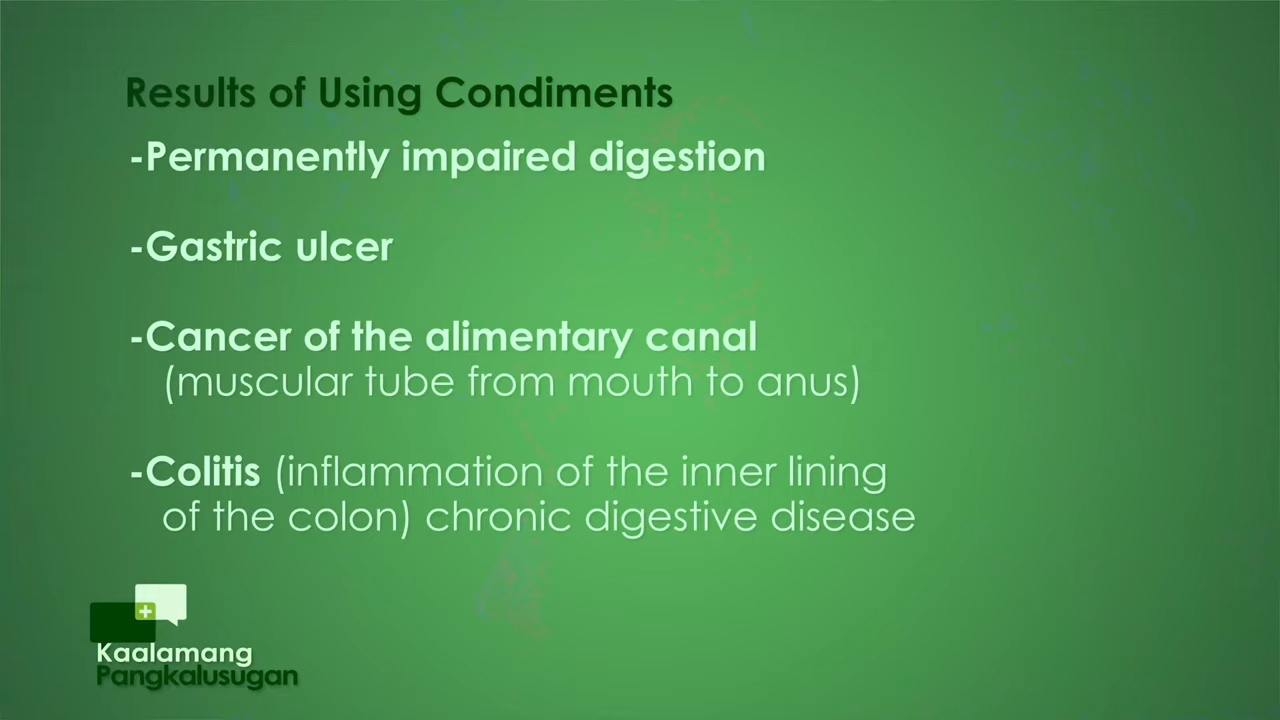 Results of Using Condiments
-Permanently impaired digestion
-Gastric ulcer
-Cancer of the alimentary canal
(muscular tube from mouth to anus)
-Colitis (inflammation of the inner lining
of the colon) chronic digestive disease
Kaalamang
Pangkalusugan